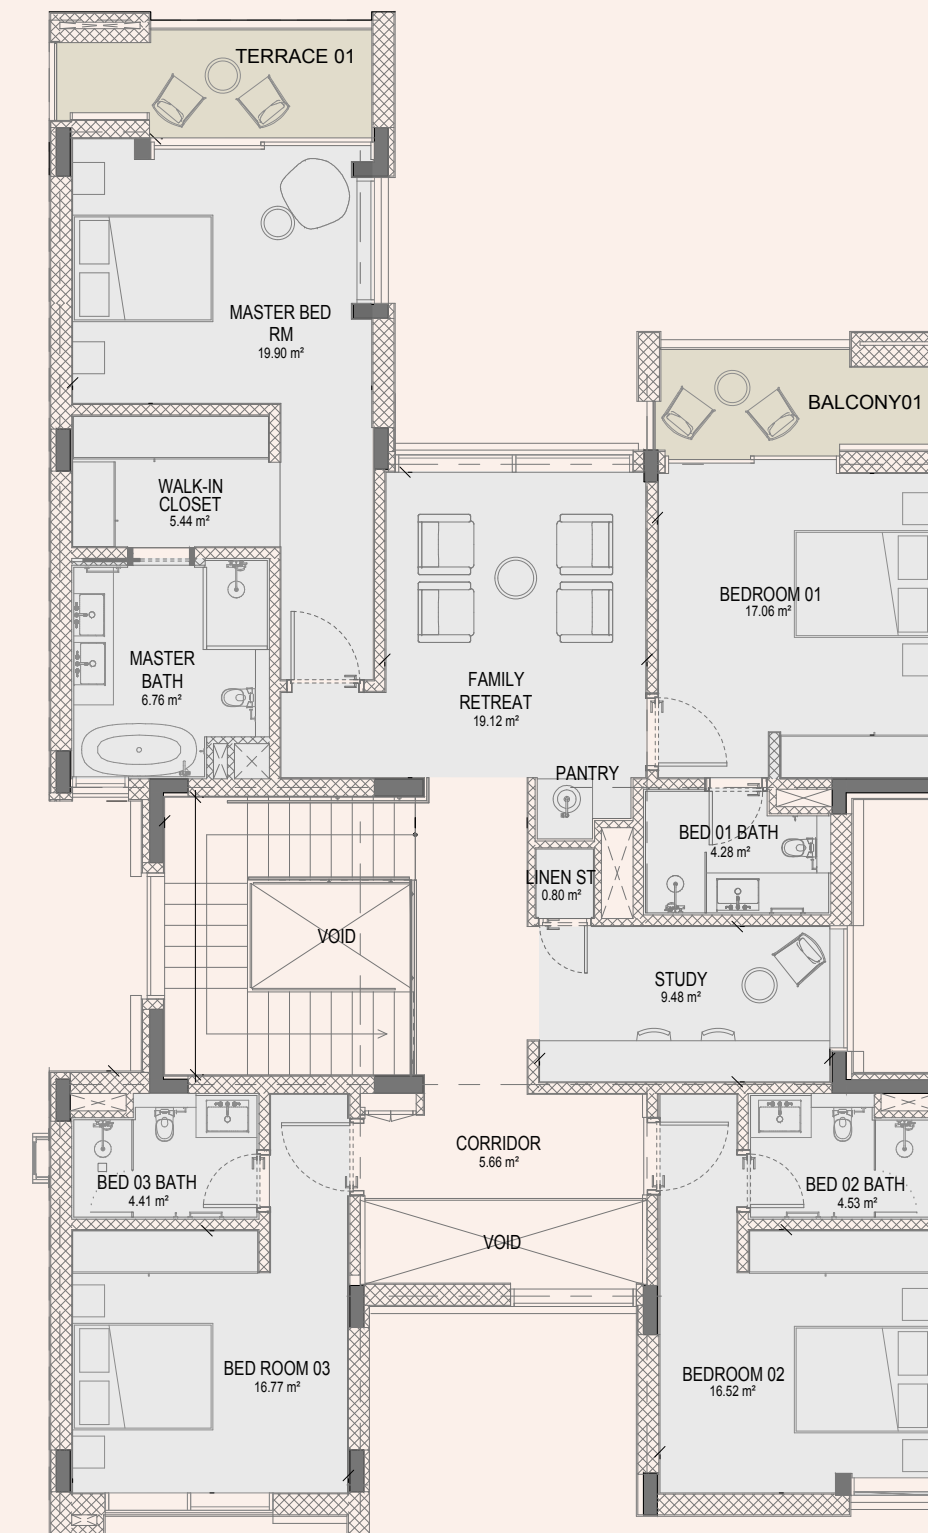 TERRACE 01
MASTER BED
RM
19.90 m²
BALCONY01
WALK-IN
CLOSET
5.44 m²
BEDROOM 01
17.06 m²
MASTER
BATH
6.76 m²
FAMILY
RETREAT
19.12 m²
PANTRY
BED 01 BATH
4.28 m²
LINEN ST
0.80 m²
VOID
STUDY
9.48 m²
CORRIDOR
5.66 m²
BED 03 BATH
4.41 m²
BED 02 BATH
4.53 m²
VOID
BED ROOM 03
16.77 m²
BEDROOM 02
16.52 m²